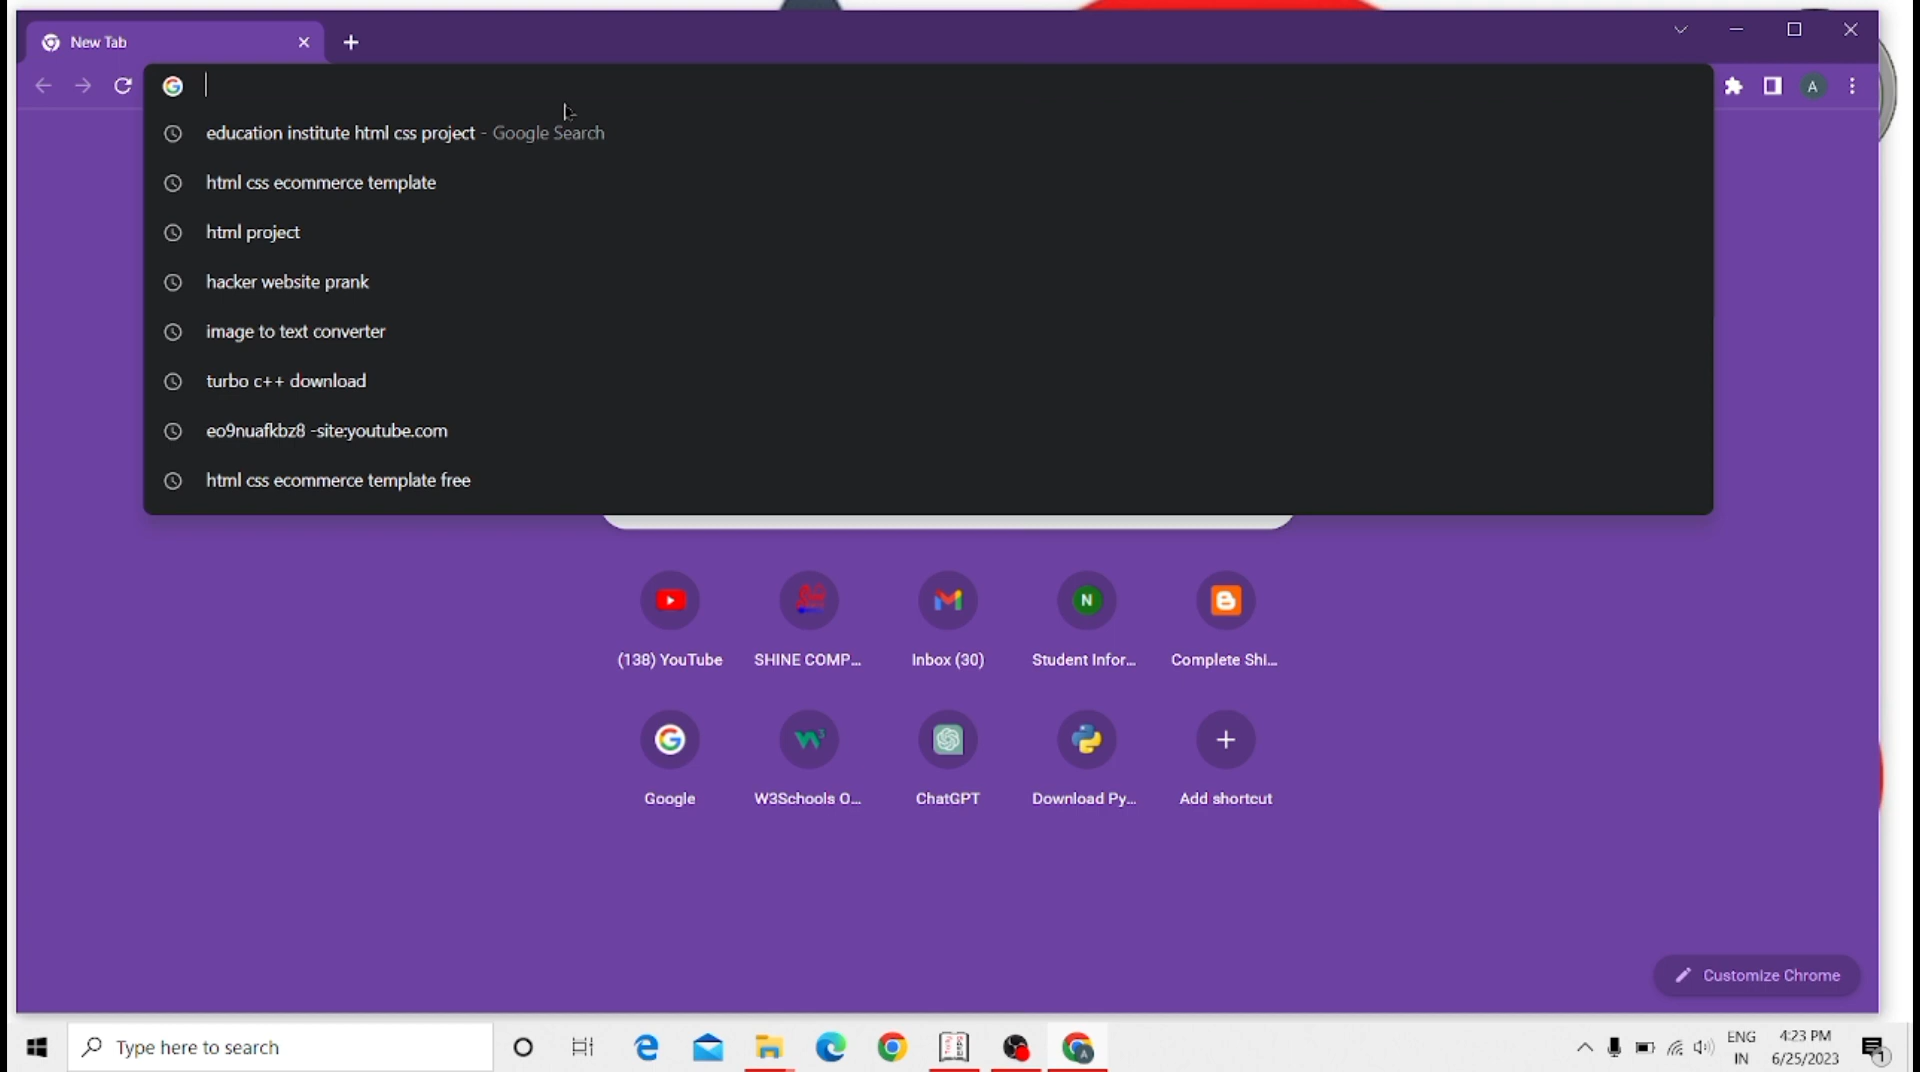 New Tab
education institute html css project - Google Search
html css ecommerce template
html project
hacker website prank
image to text converter
turbo c++ download
eo9nuafkbz8 -site:youtube.com
html css ecommerce template free
A
(138) YouTube
SHINE COMP...
Inbox (30)
Student Infor...
Complete Shi...
N
Google
W3Schools O...
ChatGPT
Download Py...
Add shortcut
Customize Chrome
Type here to search
ENG
IN
4:23 PM
6/25/2023
1